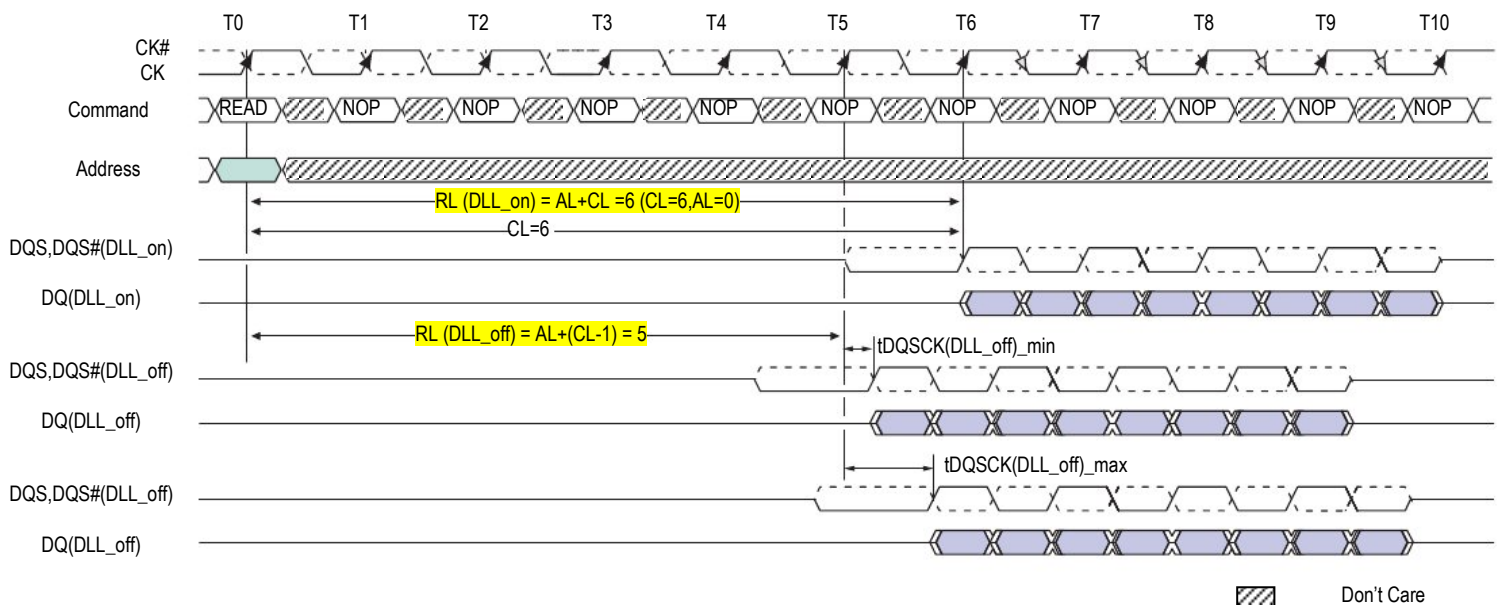 T0 T1 T2 T3 T4 T5 T6 T7 T8 T9 T10
CK#
CK
Command READ NOP NOP NOP NOP NOP NOP NOP NOP NOP NOP
Address
RL (DLL_on) = AL+CL =6 (CL=6,AL=0)
CL=6
DQS,DQS#(DLL_on)
DQ(DLL_on)
RL (DLL_off) = AL+(CL-1) = 5
tDQSCK(DLL_off)_min
DQS,DQS#(DLL_off)
DQ(DLL_off)
tDQSCK(DLL_off)_max
DQS,DQS#(DLL_off)
DQ(DLL_off)
Don't Care